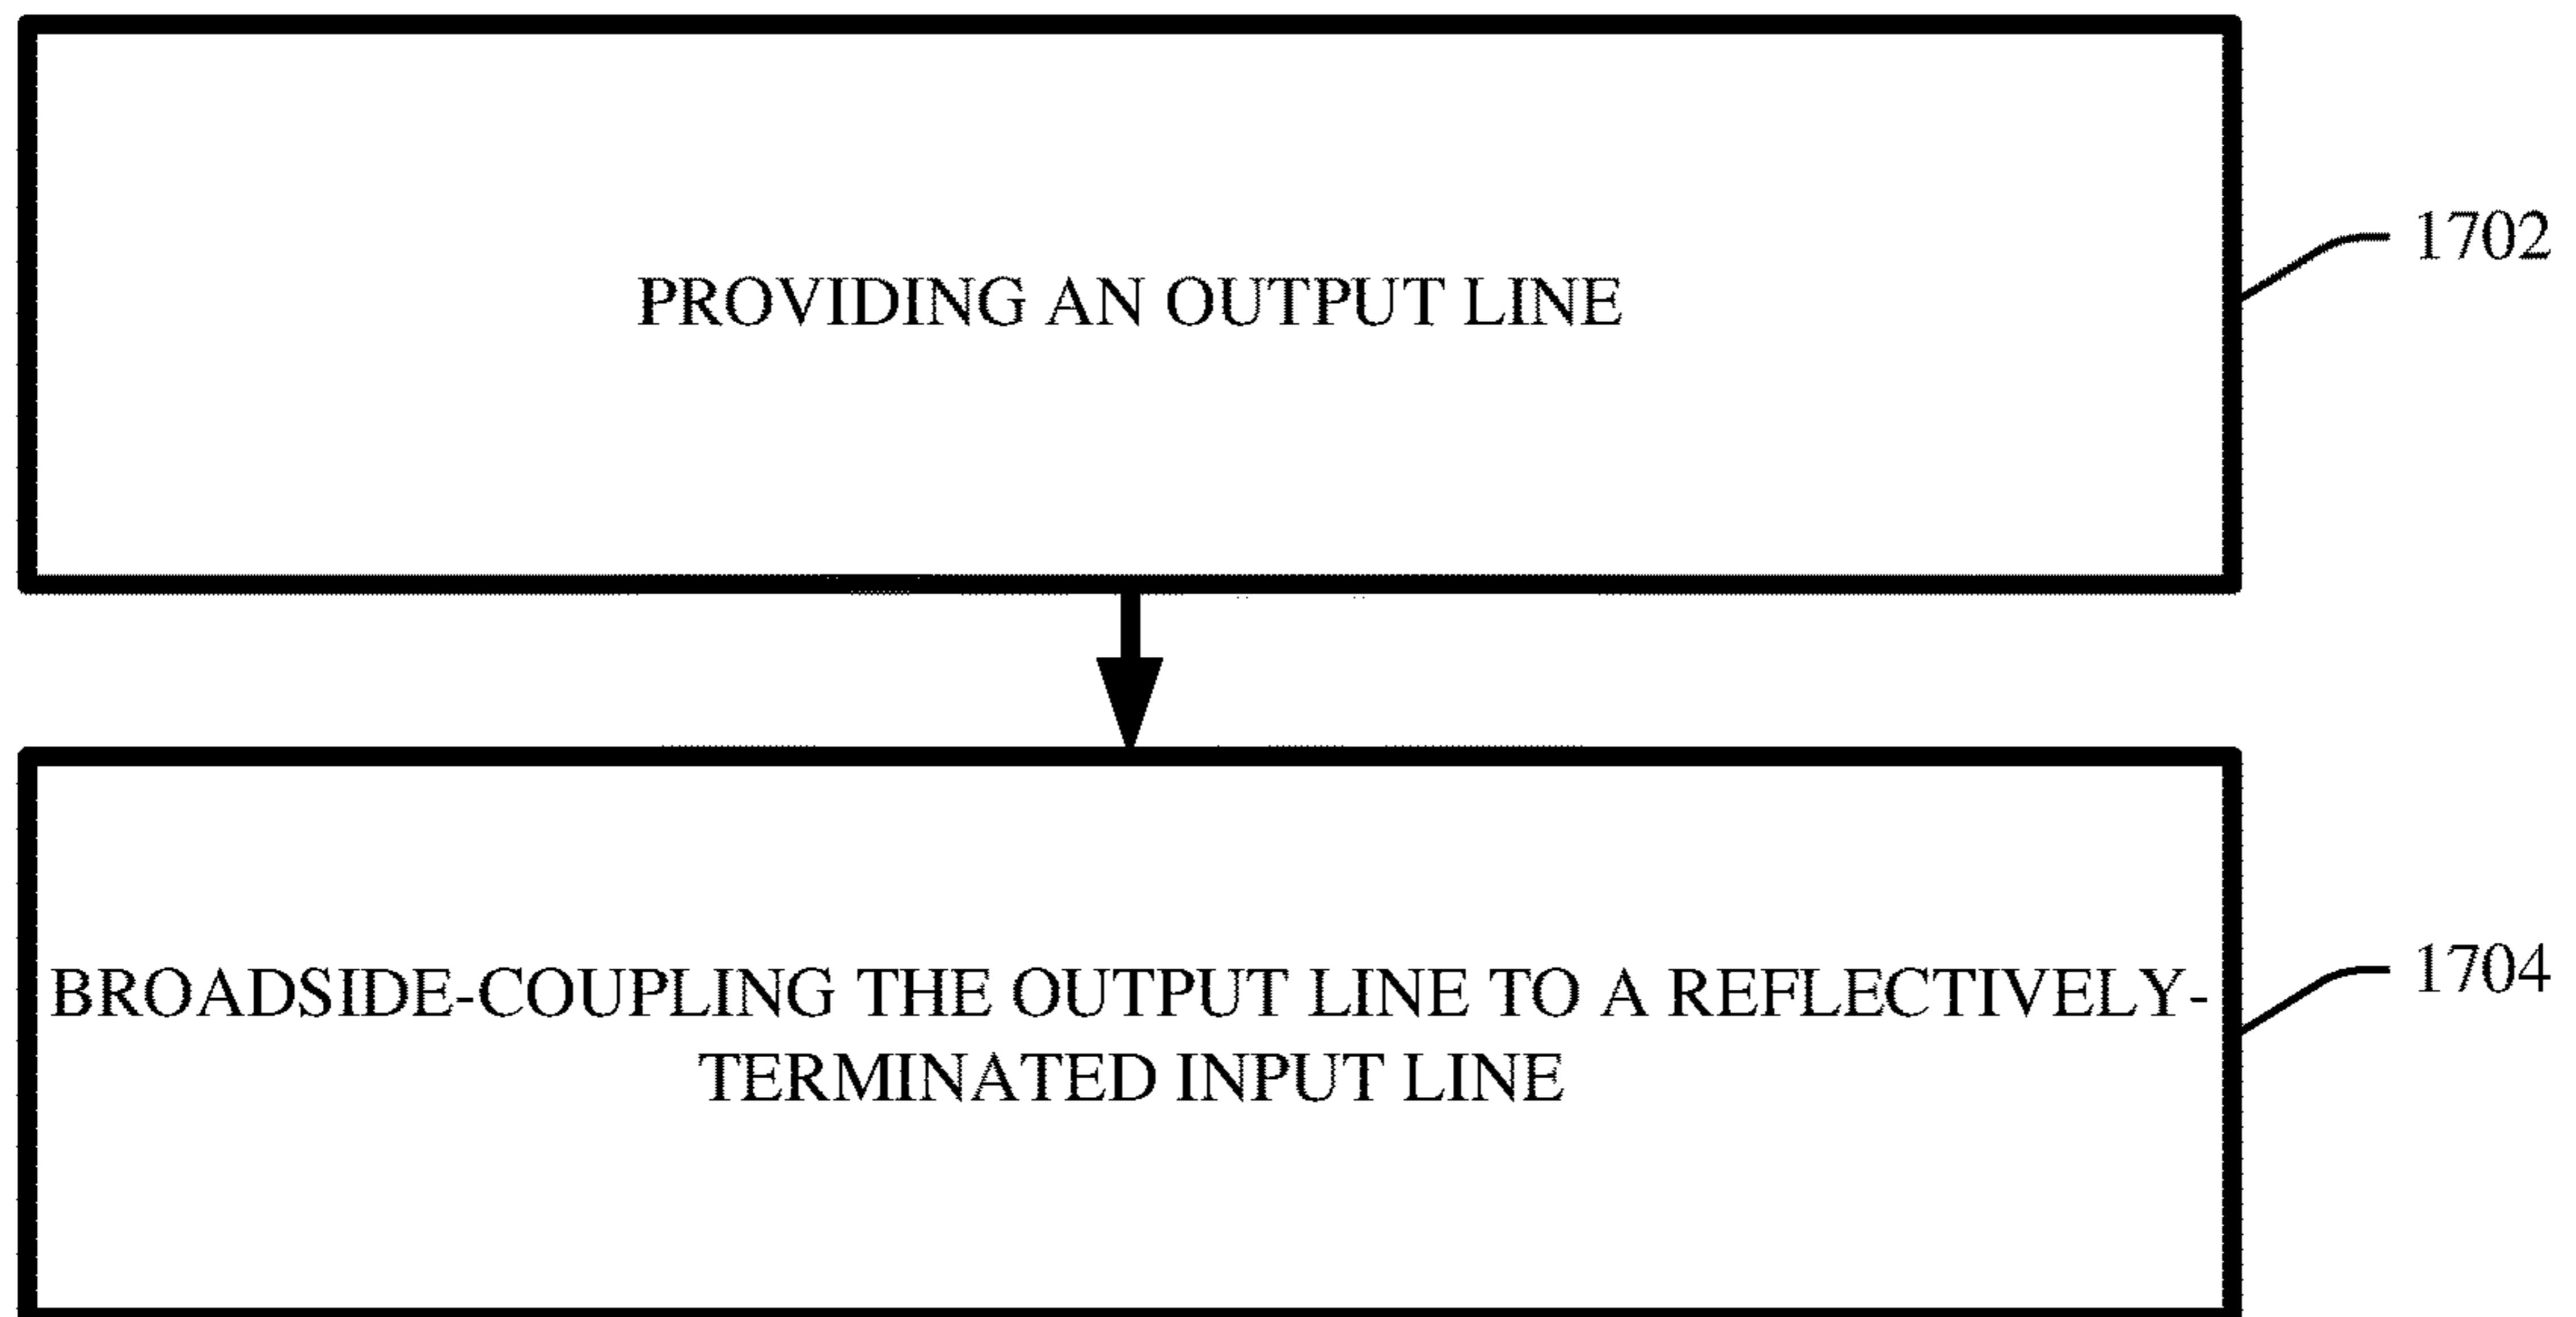 PROVIDING AN OUTPUT LINE
1702
BROADSIDE-COUPLING THE OUTPUT LINE TO A REFLECTIVELY-
TERMINATED INPUT LINE
1704